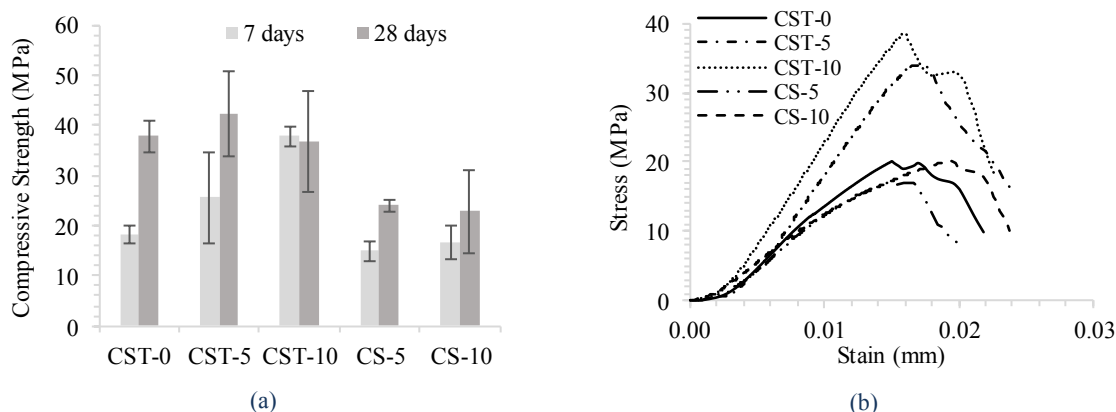 60
50
40
30
20
10
0
Compressive Strength (MPa)
7 days 28 days
CST-0 CST-5 CST-10 CS-5 CS-10
(a)
40
30
20
10
0
Stress (MPa)
CST-0
CST-5
CST-10
CS-5
CS-10
0.00 0.01 0.02 0.03
Stain (mm)
(b)